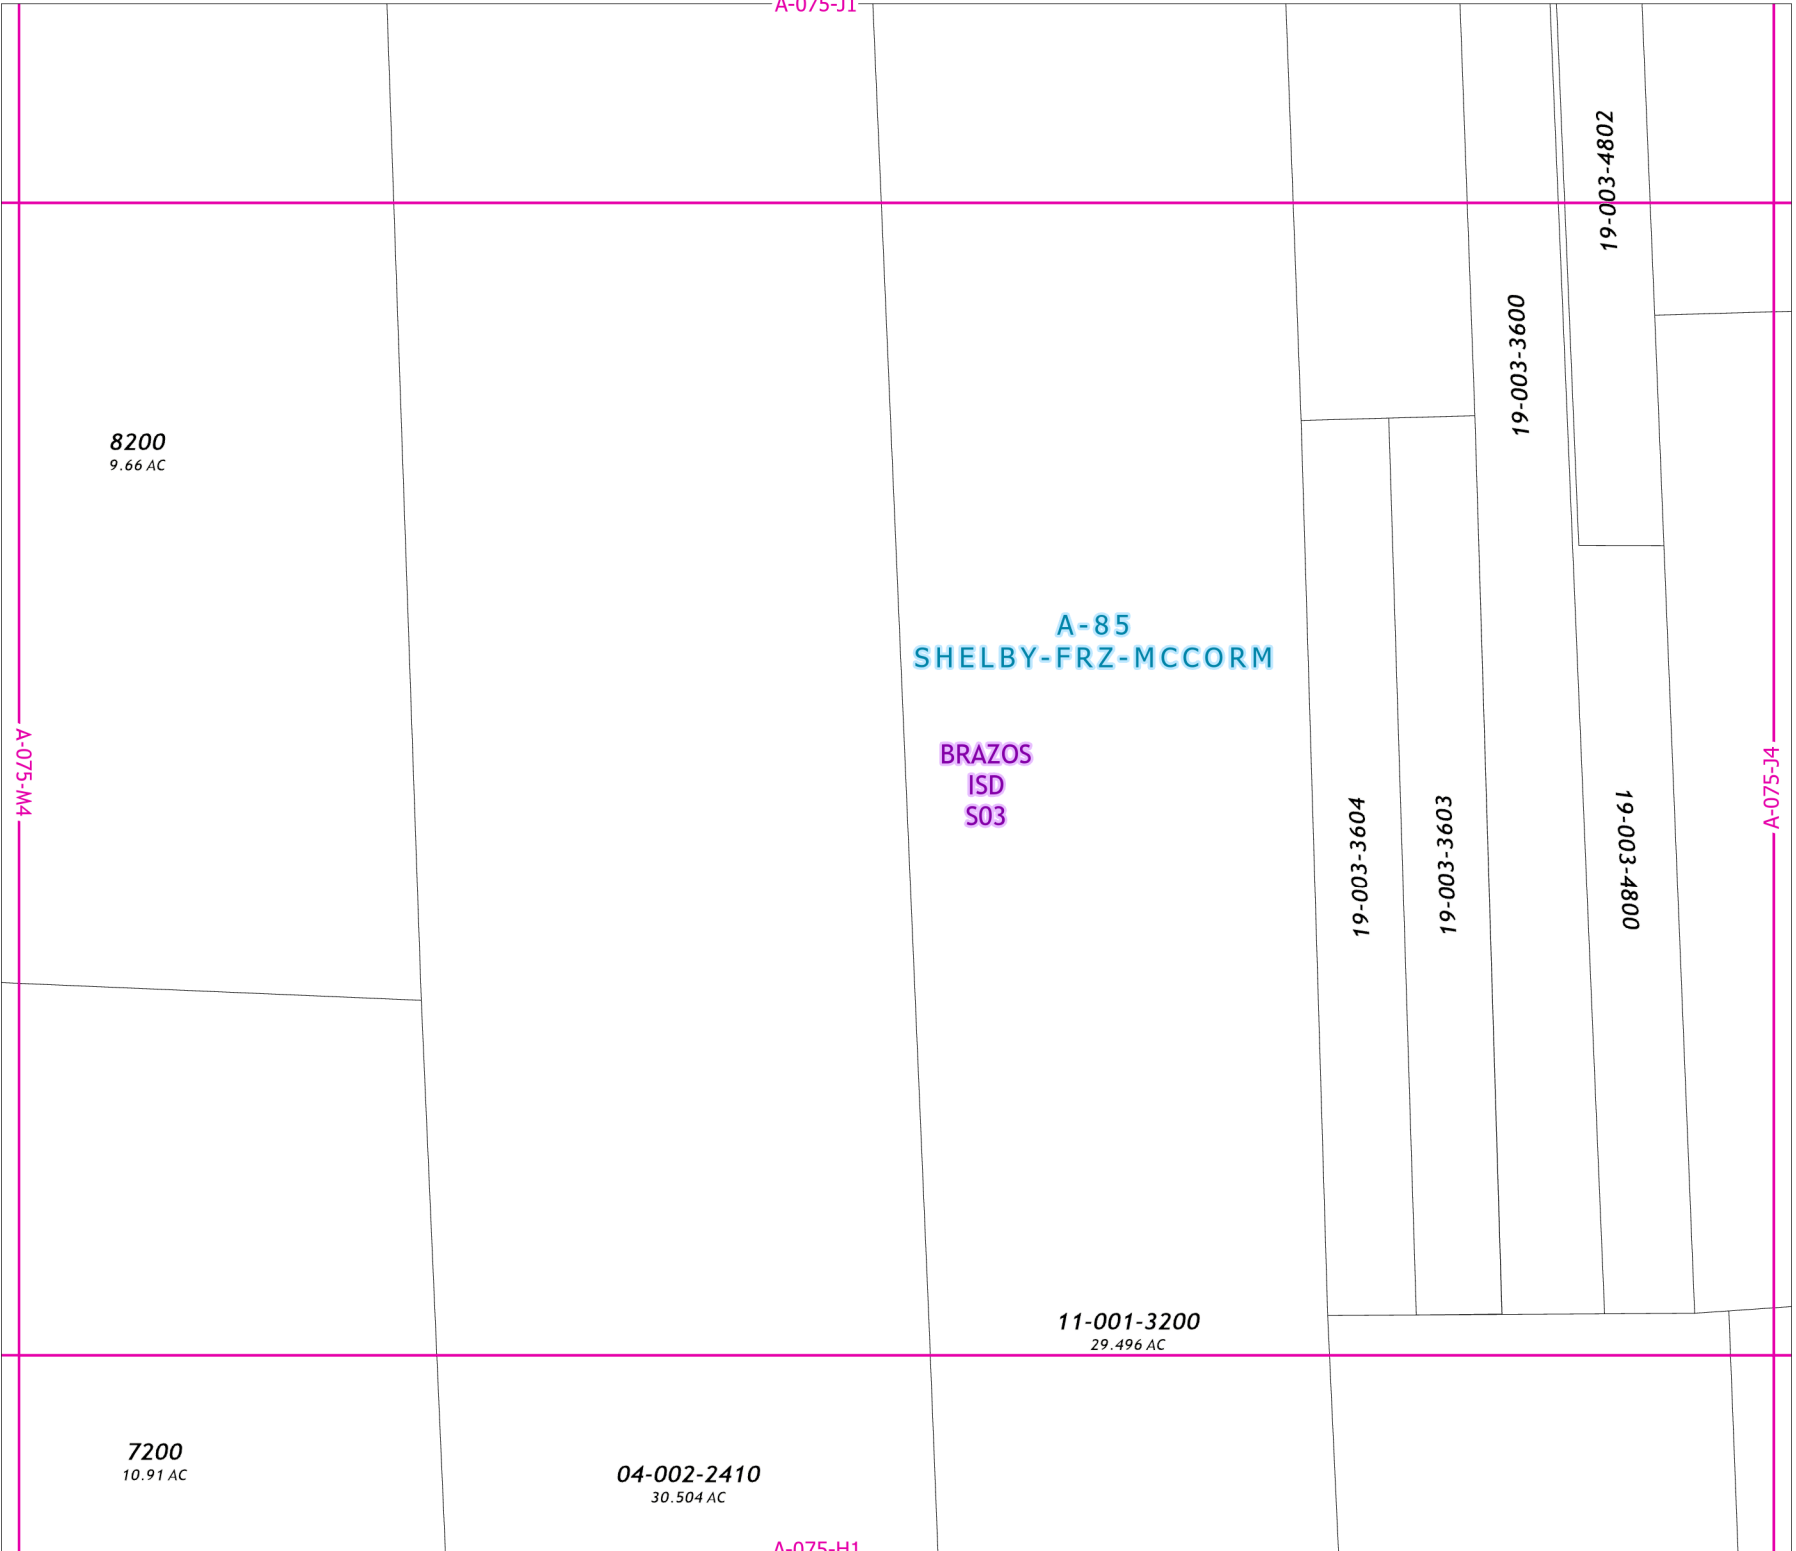 A-075-J1
19-003-4802
19-003-3600
8200
9.66 AC
A-85
SHELBY-FRZ-MCCORM
BRAZOS
ISD
S03
A-075-M4
A-075-J4
19-003-3604
19-003-3603
19-003-4800
11-001-3200
29.496 AC
7200
10.91 AC
04-002-2410
30.504 AC
A-075-H1